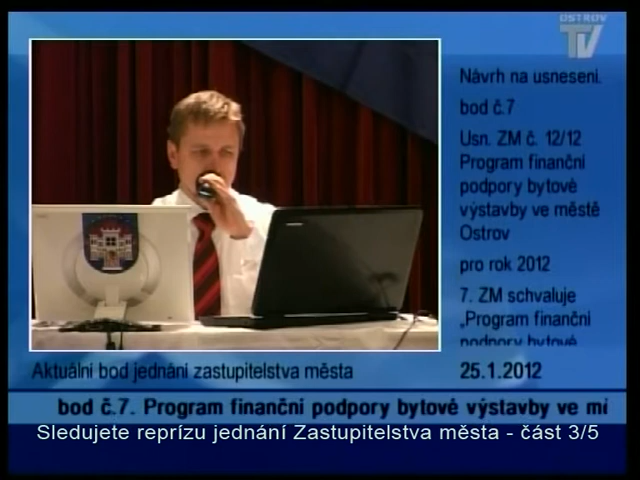 OSTROV
TV
Návrh na usnesení.
bod č.7
Usn. ZM č. 12/12
Program finanční
podpory bytové
výstavby ve městě
Ostrov
pro rok 2012
7. ZM schvaluje
„Program finanční
podpory bytové
Aktuální bod jednání zastupitelstva města
25.1.2012
bod č.7. Program finanční podpory bytové výstavby ve mě
Sledujete reprízu jednání Zastupitelstva města - část 3/5